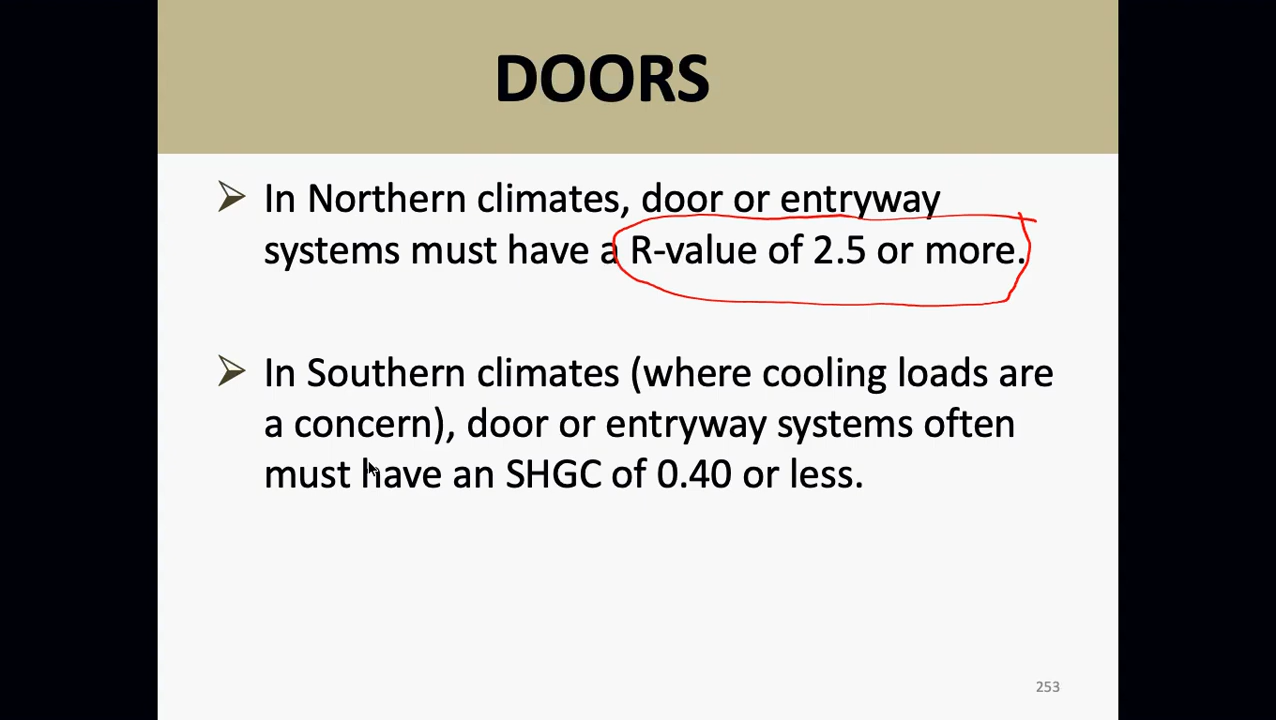 DOORS
In Northern climates, door or entryway
systems must have a R-value of 2.5 or more.
In Southern climates (where cooling loads are
a concern), door or entryway systems often
must have an SHGC of 0.40 or less.
253